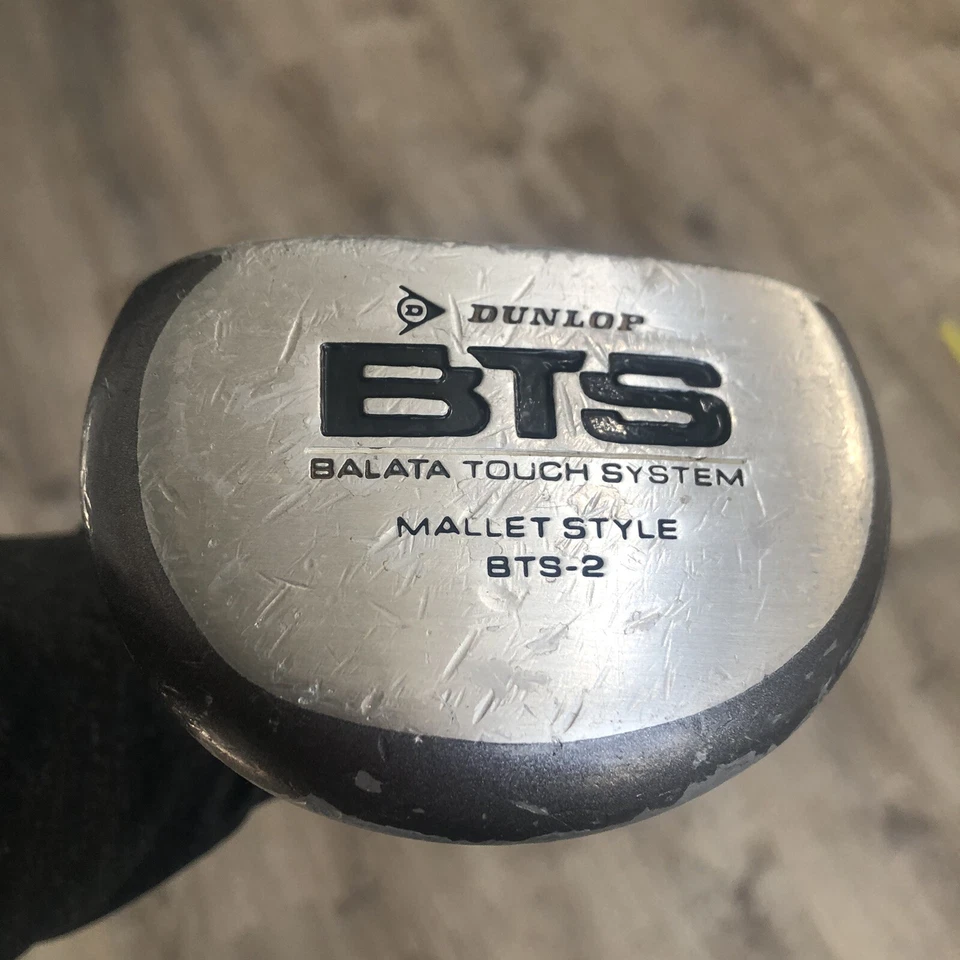 D DUNLOP
BTS
BALATA TOUCH SYSTEM
MALLET STYLE
BTS-2